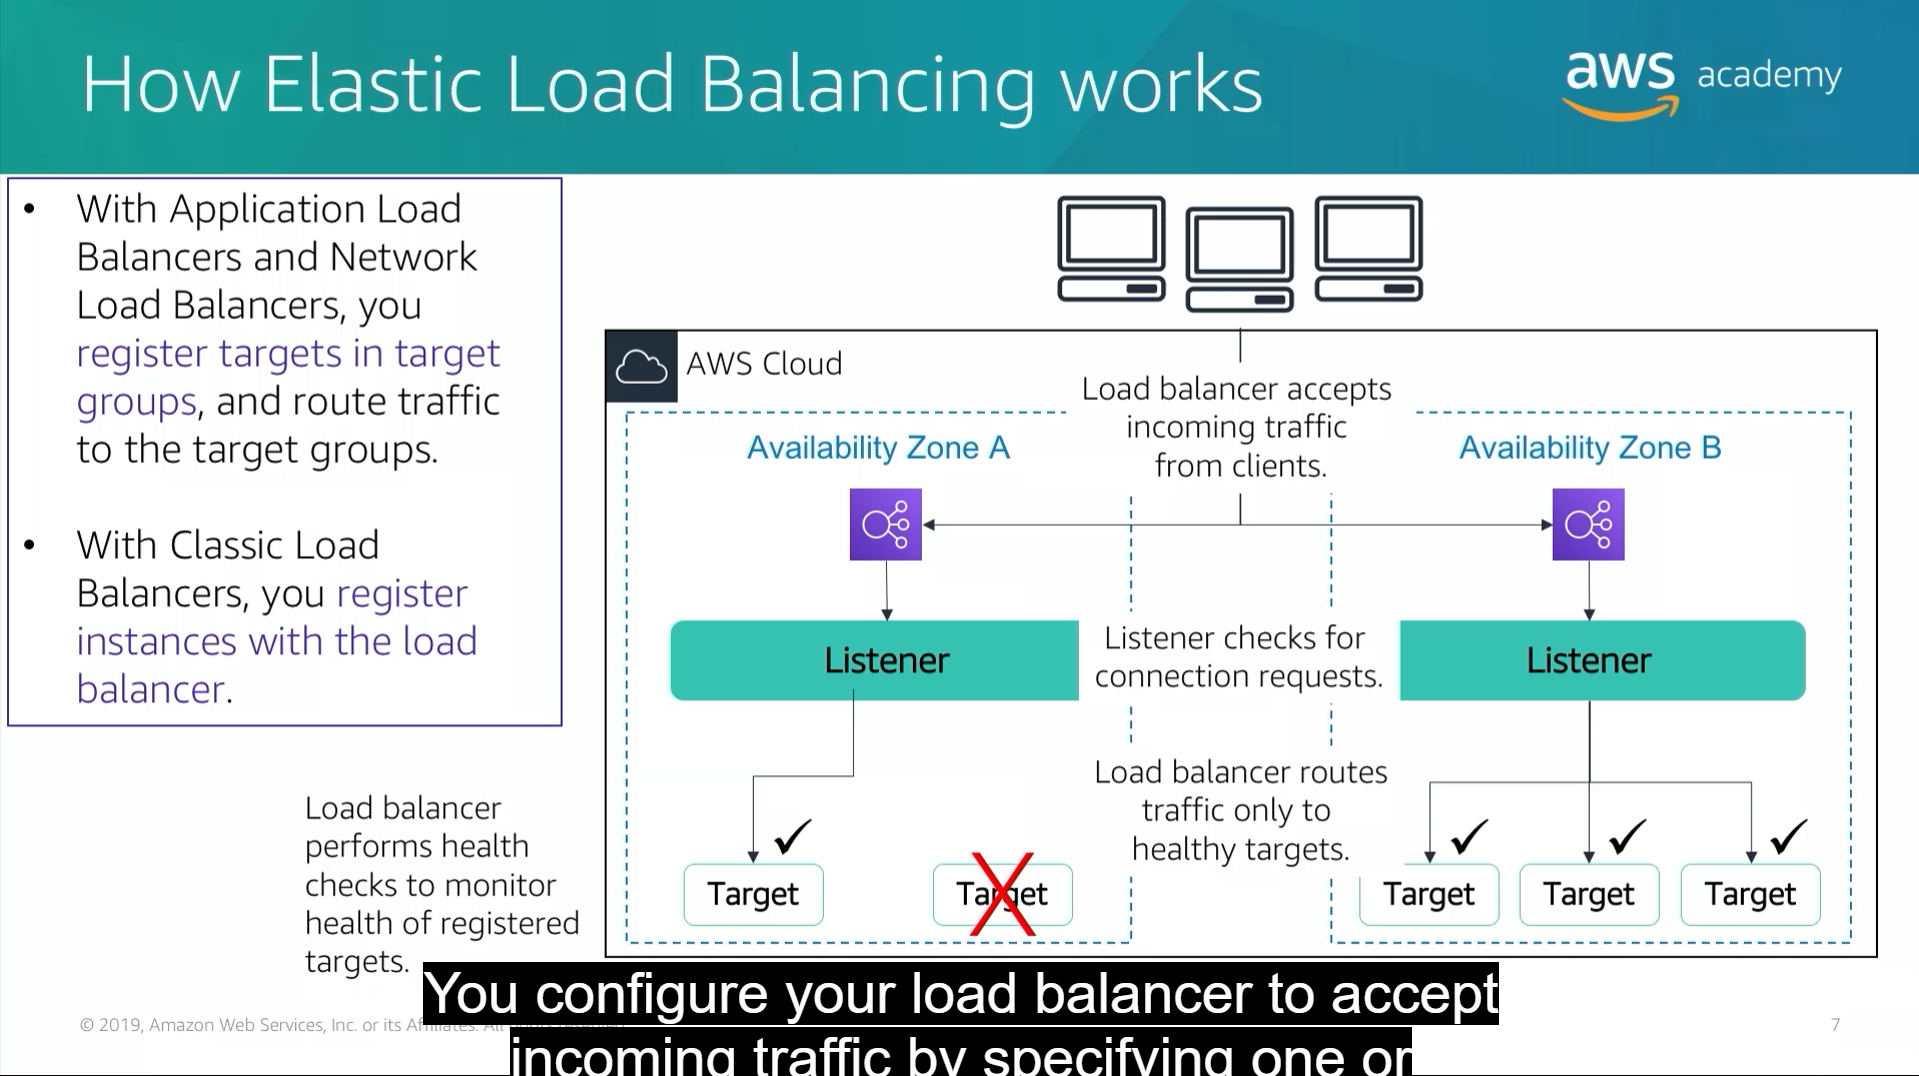 How Elastic Load Balancing works
aws academy
• With Application Load
Balancers and Network
Load Balancers, you
register targets in target
groups, and route traffic
to the target groups.
• With Classic Load
Balancers, you register
instances with the load
balancer.
Load balancer
performs health
checks to monitor
health of registered
targets.
AWS Cloud
Load balancer accepts
incoming traffic
from clients.
Availability Zone A
Availability Zone B
Listener
Listener checks for
connection requests.
Listener
Load balancer routes
traffic only to
healthy targets.
Target
Target
Target
Target
Target
You configure your load balancer to accept
incoming traffic by specifying one or
© 2019, Amazon Web Services, Inc. or its Affiliates. All rights reserved.
7